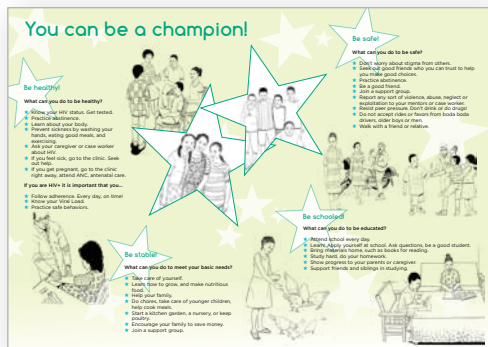 You can be a champion!
Be healthy!
What can you do to be healthy?
Know your HIV status. Get tested.
Practice abstinence.
Learn about your body.
Prevent sickness by washing your
hands, eating good meals, and
exercising.
Ask your caregiver or case worker
about HIV.
If you feel sick, go to the clinic. Seek
out help.
If you get pregnant, go to the clinic
right away, attend ANC, antenatal care.
If you are HIV+ it is important that you...
Follow adherence. Every day, on time!
Know your Viral Load.
Practice safe behaviors.
Be stable!
What can you do to meet your basic needs?
Take care of yourself.
Learn how to grow, and make nutritious
food.
Help your family.
Do chores, take care of younger children,
help cook meals.
Start a kitchen garden, a nursery, or keep
poultry.
Encourage your family to save money.
Join a support group.
Be safe!
What can you do to be safe?
Don't worry about stigma from others.
Seek out good friends who you can trust to help
you make good choices.
Practice abstinence.
Be a good friend.
Join a support group.
Report any sort of violence, abuse, neglect or
exploitation to your mentors or case worker.
Resist peer pressure. Don't drink or do drugs!
Do not accept rides or favors from boda boda
drivers, older boys or men.
Walk with a friend or relative.
Be schooled!
What can you do to be educated?
Attend school every day.
Learn! Apply yourself at school. Ask questions, be a good student.
Bring materials home, such as books for reading.
Study hard, do your homework.
Show progress to your parents or caregiver.
Support friends and siblings in studying.